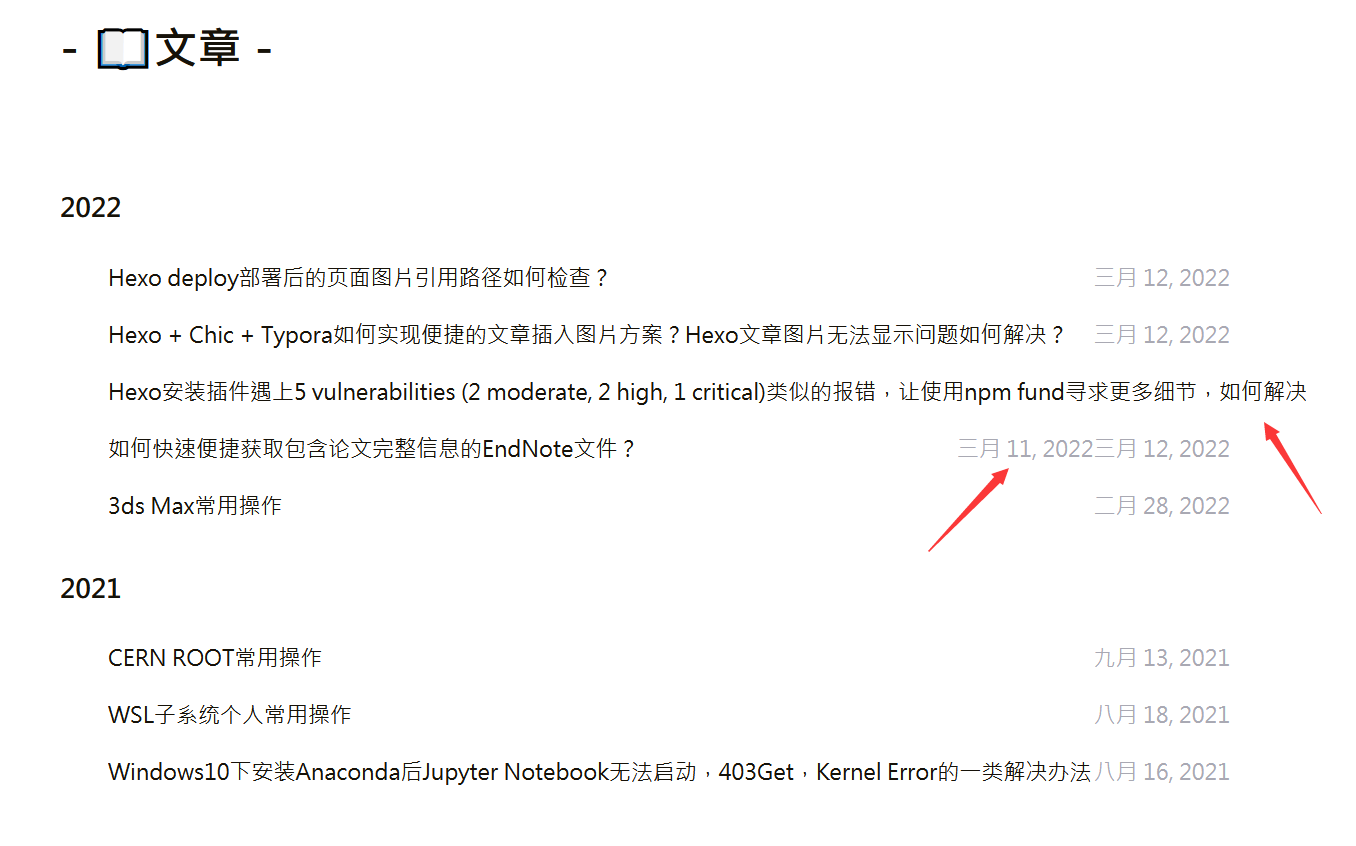 - 📖文章 -
2022
Hexo deploy部署后的页面图片引用路径如何检查？ 三月 12, 2022
Hexo + Chic + Typora如何实现便捷的文章插入图片方案？Hexo文章图片无法显示问题如何解决？ 三月 12, 2022
Hexo安装插件遇上5 vulnerabilities (2 moderate, 2 high, 1 critical)类似的报错，让使用npm fund寻求更多细节，如何解决
如何快速便捷获取包含论文完整信息的EndNote文件？ 三月 11, 2022三月 12, 2022
3ds Max常用操作 二月 28, 2022
2021
CERN ROOT常用操作 九月 13, 2021
WSL子系统个人常用操作 八月 18, 2021
Windows10下安装Anaconda后Jupyter Notebook无法启动，403Get，Kernel Error的一类解决办法 八月 16, 2021